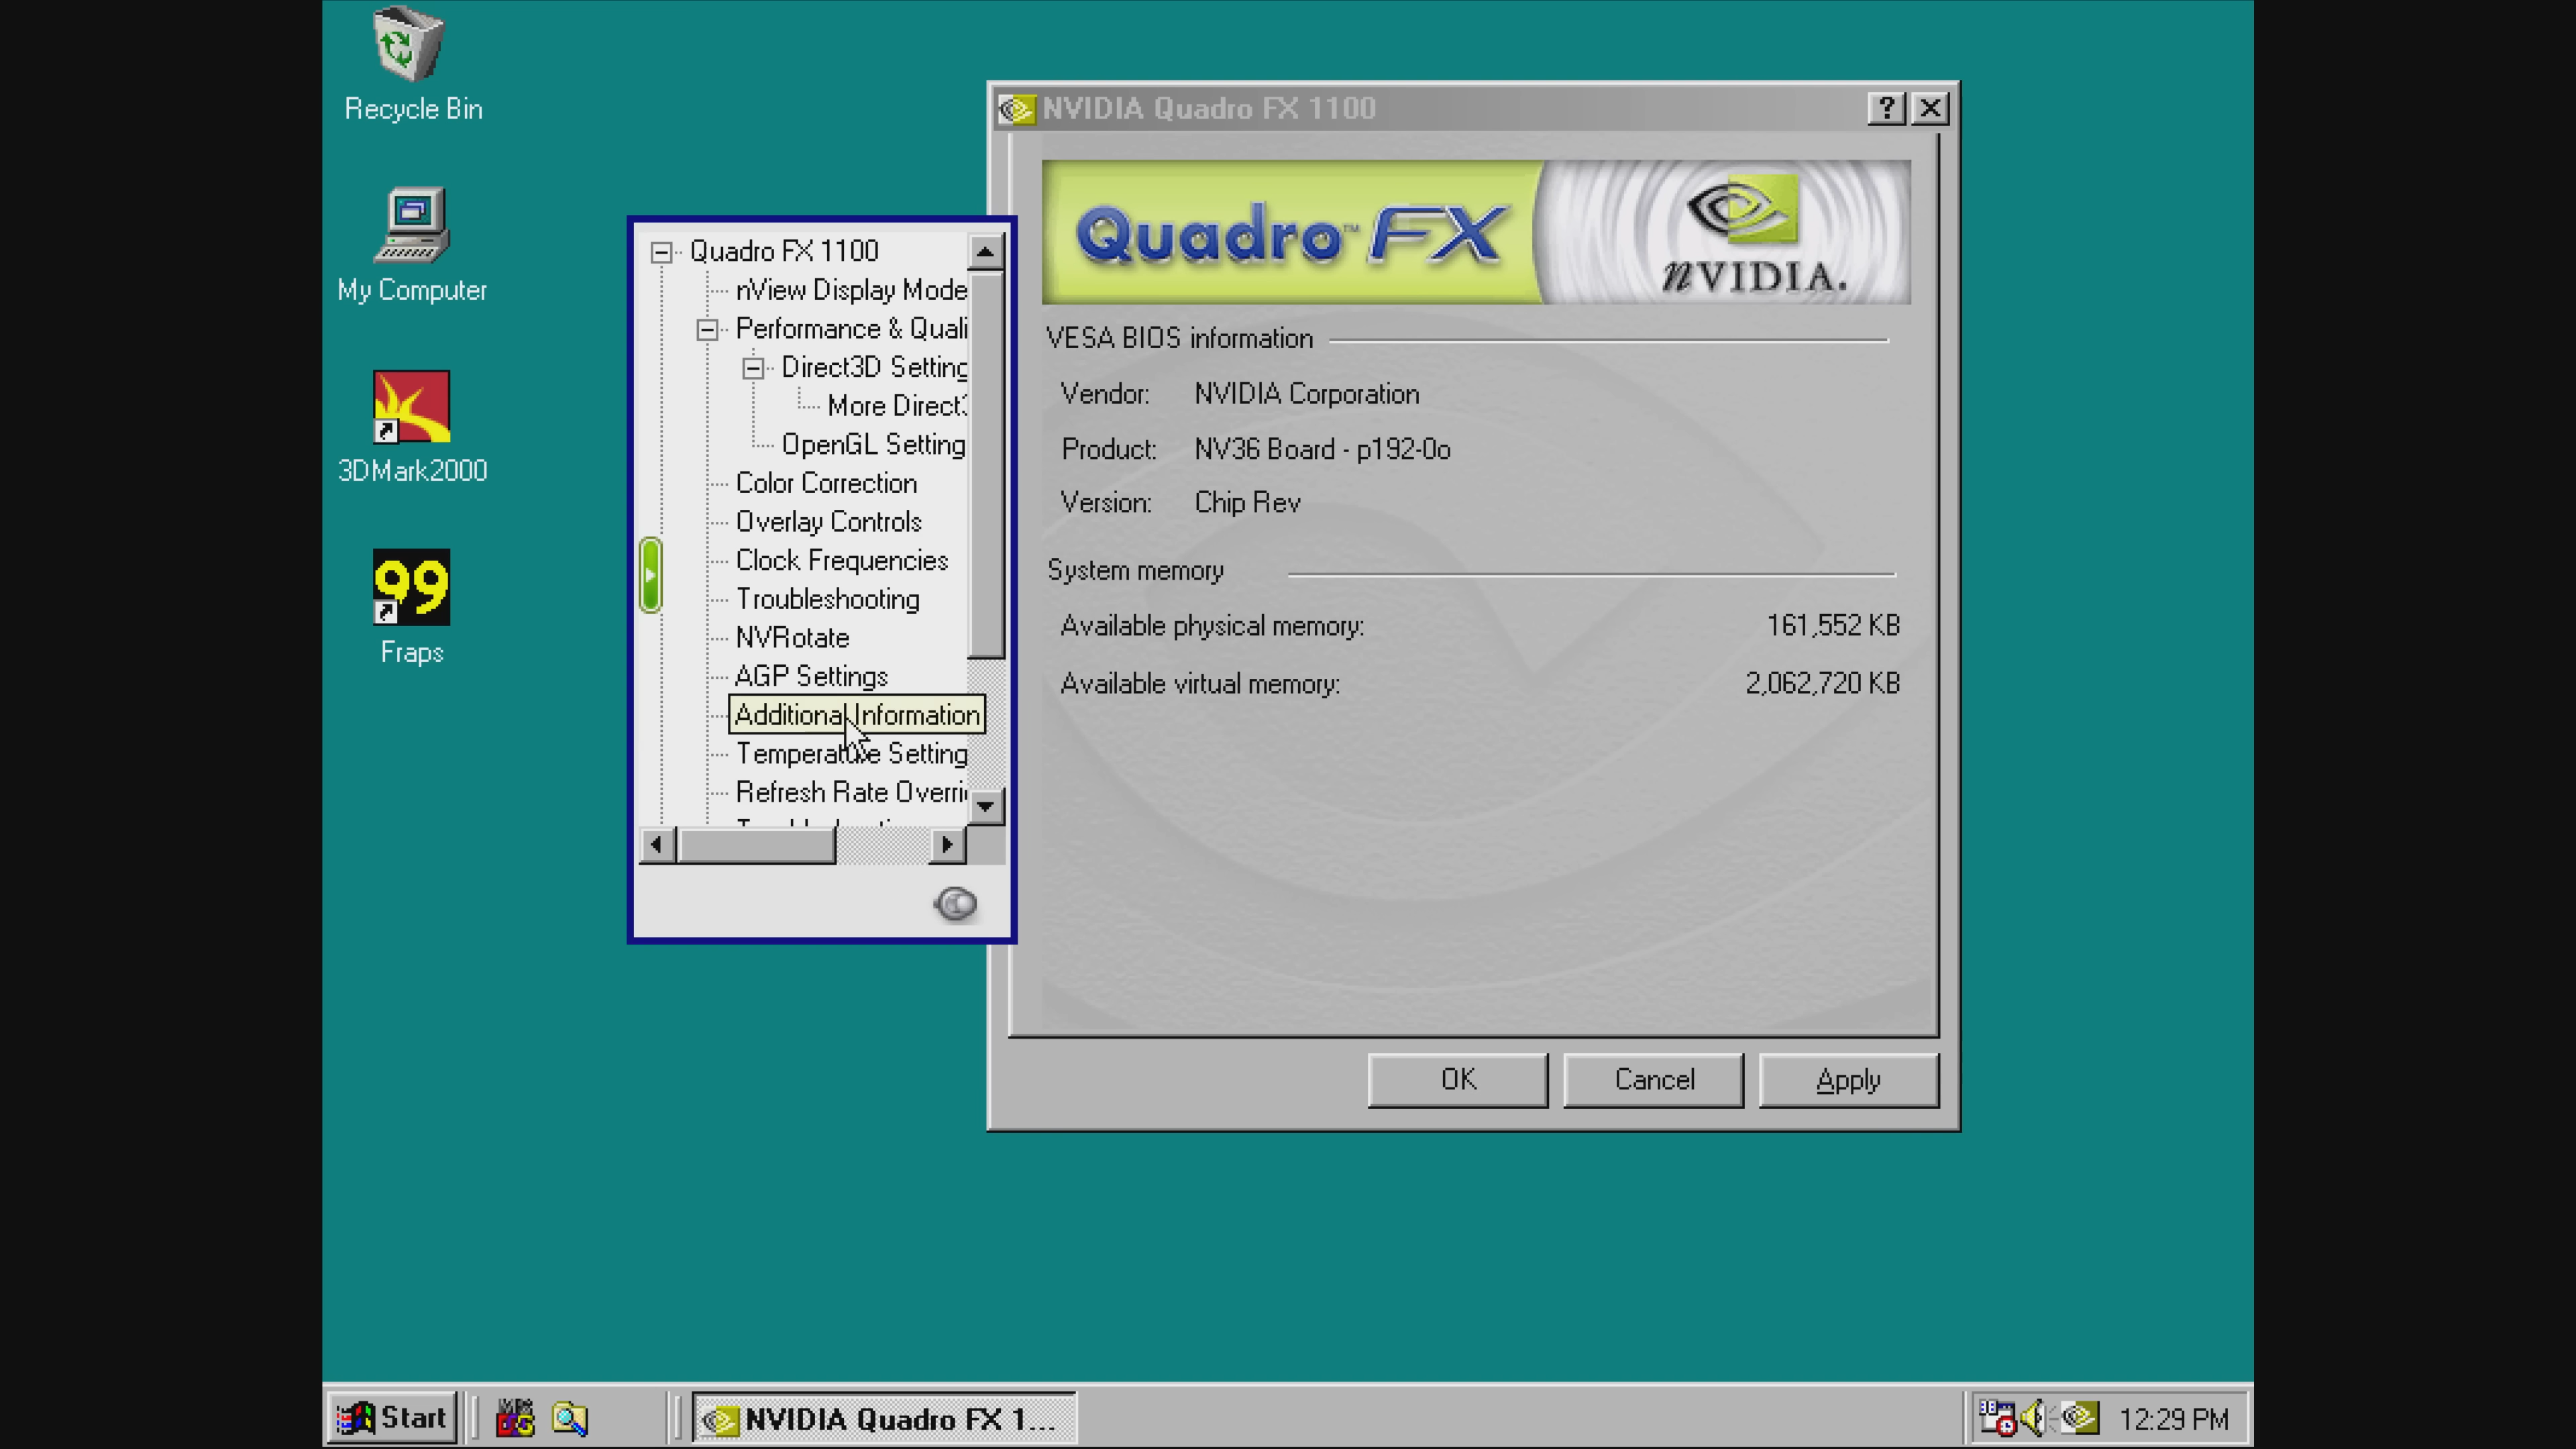 Recycle Bin
My Computer
3DMark2000
99
Fraps
Quadro FX 1100
nView Display Mode
Performance & Quali
Direct3D Setting
More Direct3
OpenGL Setting
Color Correction
Overlay Controls
Clock Frequencies
Troubleshooting
NVRotate
AGP Settings
Additional Information
Temperature Setting
Refresh Rate Overri
NVIDIA Quadro FX 1100
Quadro™ FX
nVIDIA.
VESA BIOS information
Vendor: NVIDIA Corporation
Product: NV36 Board - p192-0o
Version: Chip Rev
System memory
Available physical memory: 161,552 KB
Available virtual memory: 2,062,720 KB
OK Cancel Apply
Start
NVIDIA Quadro FX 1...
12:29 PM